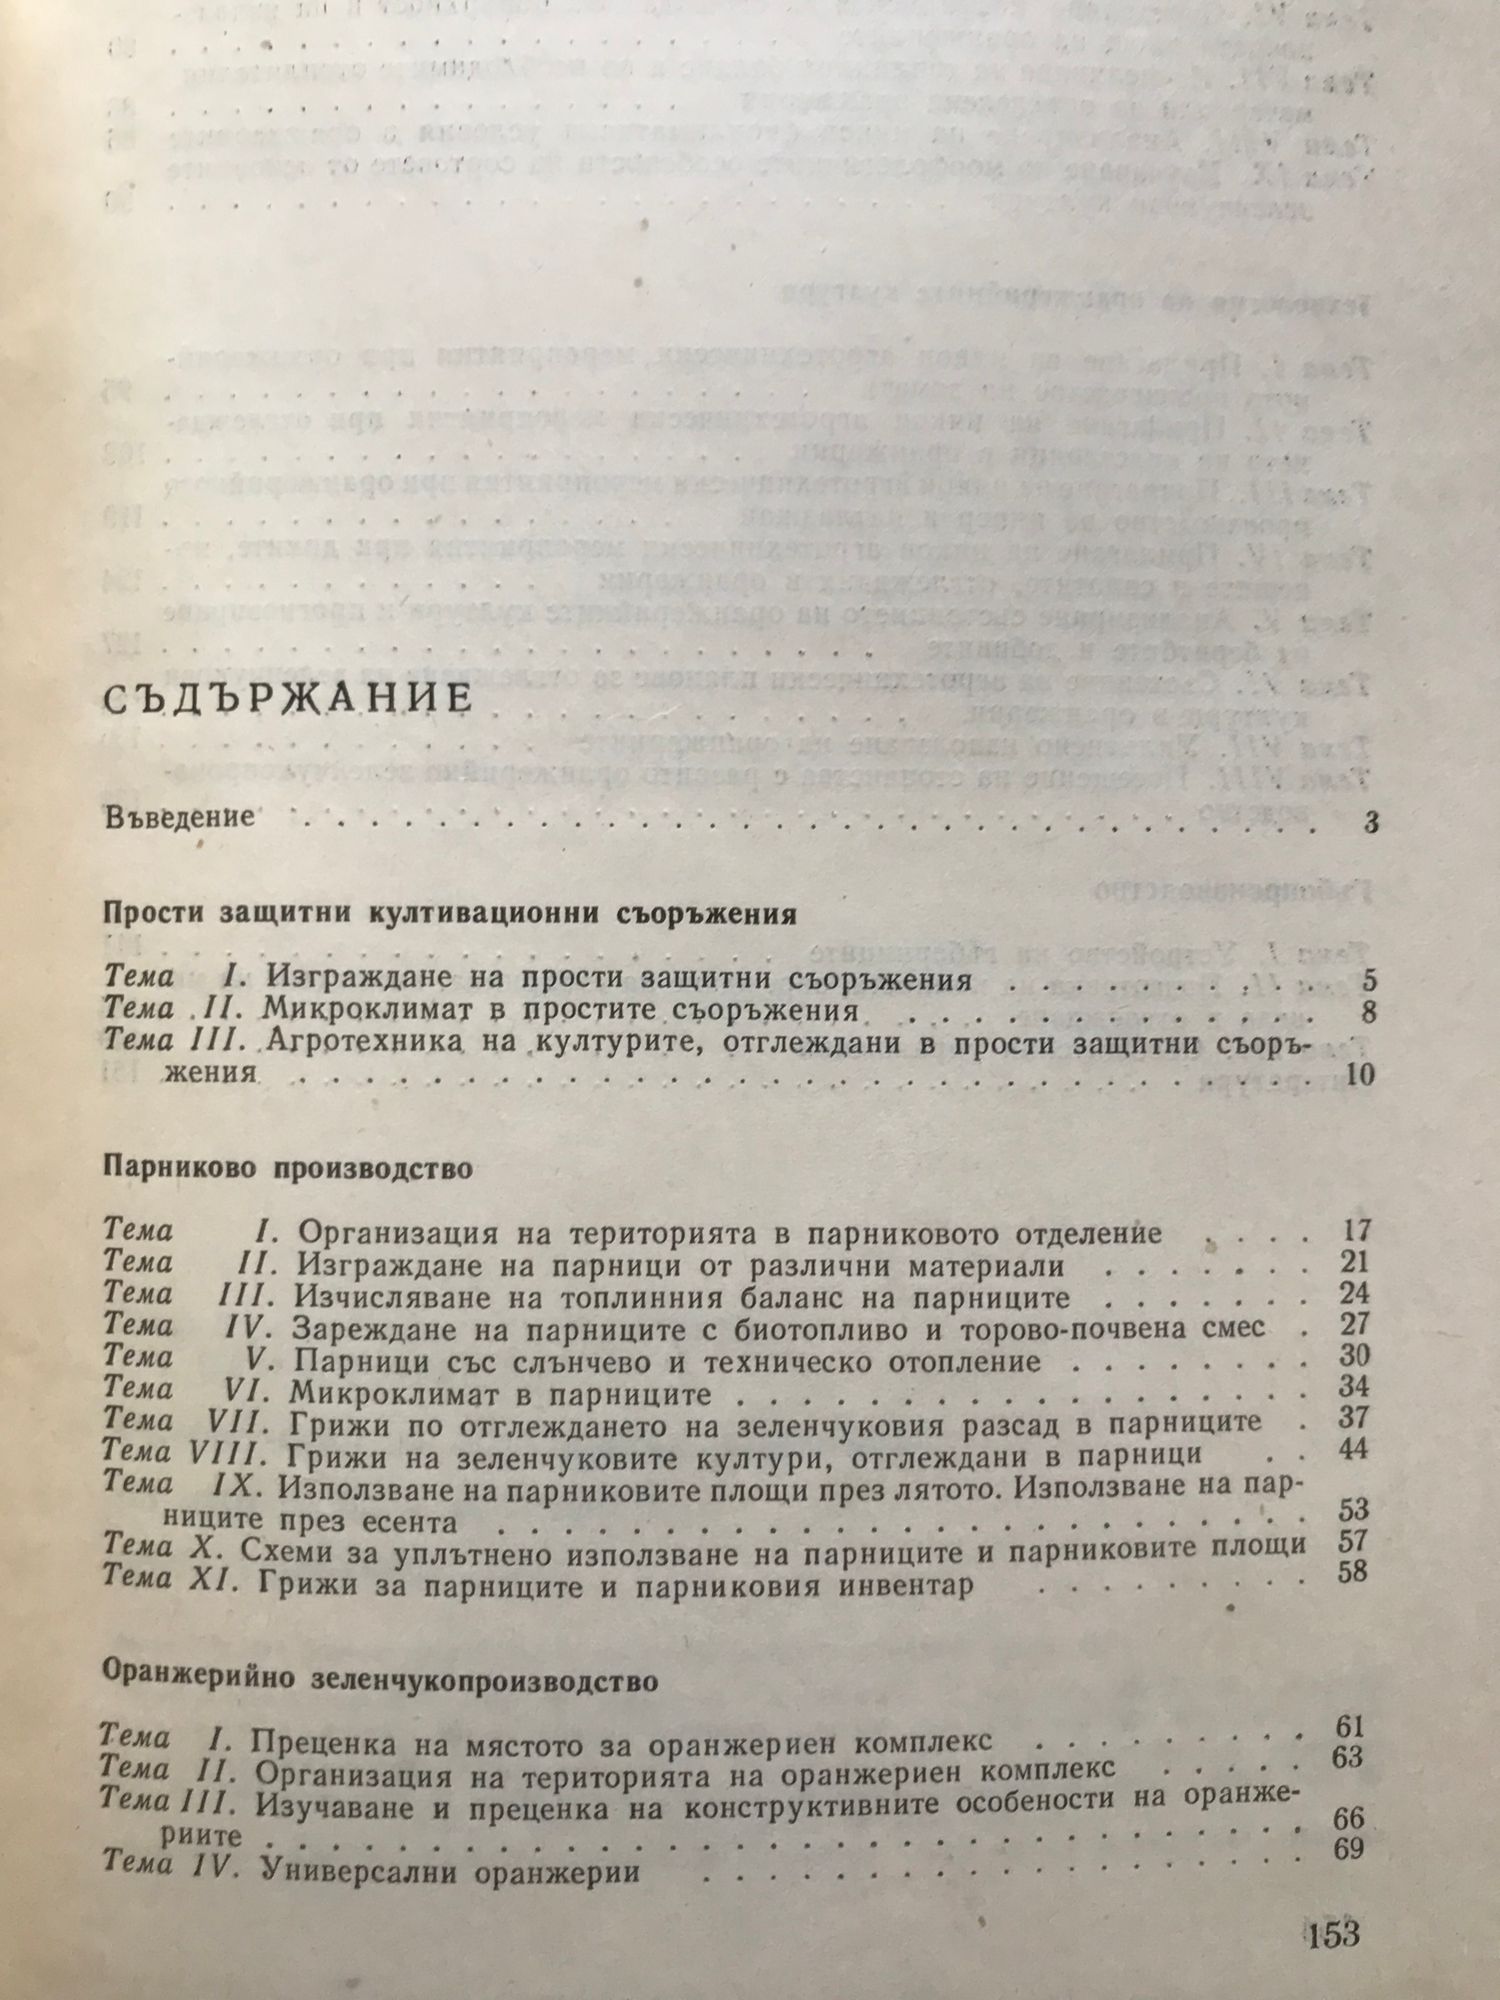 СЪДЪРЖАНИЕ
Въведение . . . . . . . . . . . . . . . . . . . . . . . . . . . . . . . 3
Прости защитни култивационни съоръжения
Тема I. Изграждане на прости защитни съоръжения . . . . . . . . . . 5
Тема II. Микроклимат в простите съоръжения . . . . . . . . . . . . . 8
Тема III. Агротехника на културите, отглеждани в прости защитни съоръ-
жения . . . . . . . . . . . . . . . . . . . . . . . . . . . . . . . 10
Парниково производство
Тема I. Организация на територията в парниковото отделение . . . . 17
Тема II. Изграждане на парници от различни материали . . . . . . . 21
Тема III. Изчисляване на топлинния баланс на парниците . . . . . . . 24
Тема IV. Зареждане на парниците с биотопливо и торово-почвена смес . 27
Тема V. Парници със слънчево и техническо отопление . . . . . . . . 30
Тема VI. Микроклимат в парниците . . . . . . . . . . . . . . . . . . 34
Тема VII. Грижи по отглеждането на зеленчуковия разсад в парниците . 37
Тема VIII. Грижи на зеленчуковите култури, отглеждани в парници . . 44
Тема IX. Използване на парниковите площи през лятото. Използване на пар-
ниците през есента . . . . . . . . . . . . . . . . . . . . . . . . . 53
Тема X. Схеми за уплътнено използване на парниците и парниковите площи 57
Тема XI. Грижи за парниците и парниковия инвентар . . . . . . . . . 58
Оранжерийно зеленчукопроизводство
Тема I. Преценка на мястото за оранжериен комплекс . . . . . . . . . 61
Тема II. Организация на територията на оранжериен комплекс . . . . . 63
Тема III. Изучаване и преценка на конструктивните особености на оранже-
риите . . . . . . . . . . . . . . . . . . . . . . . . . . . . . . . 66
Тема IV. Универсални оранжерии . . . . . . . . . . . . . . . . . . . 69
153